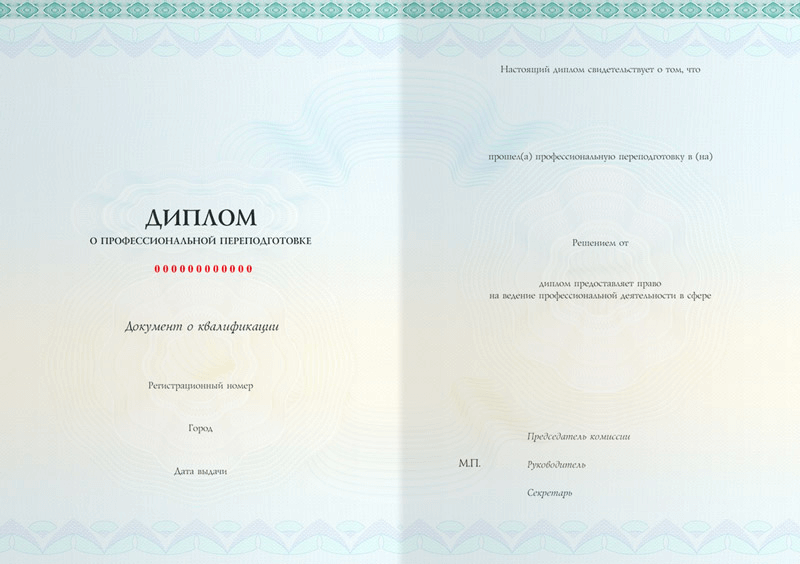 ДИПЛОМ
О ПРОФЕССИОНАЛЬНОЙ ПЕРЕПОДГОТОВКЕ
000000000000
Документ о квалификации
Регистрационный номер
Город
Дата выдачи
Настоящий диплом свидетельствует о том, что
прошел(а) профессиональную переподготовку в (на)
Решением от
диплом предоставляет право
на ведение профессиональной деятельности в сфере
Председатель комиссии
М.П.
Руководитель
Секретарь